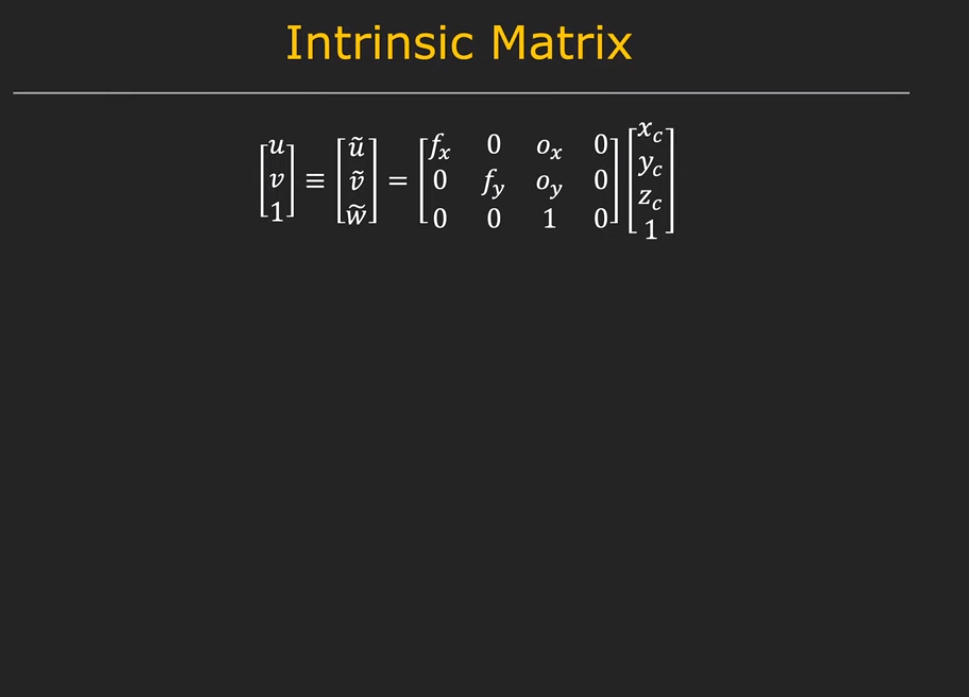 Intrinsic Matrix
[u v 1] ≡ [ũ ṽ w̃] = [f_x 0 o_x 0; 0 f_y o_y 0; 0 0 1 0] [x_c y_c z_c 1]